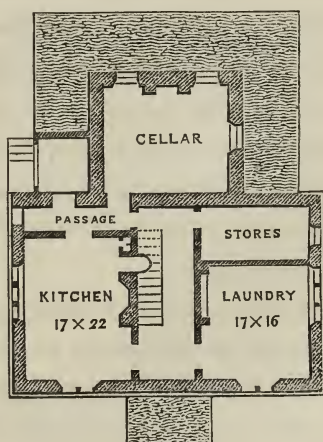 CELLAR
PASSAGE
STORES
KITCHEN
17 × 22
LAUNDRY
17 × 16